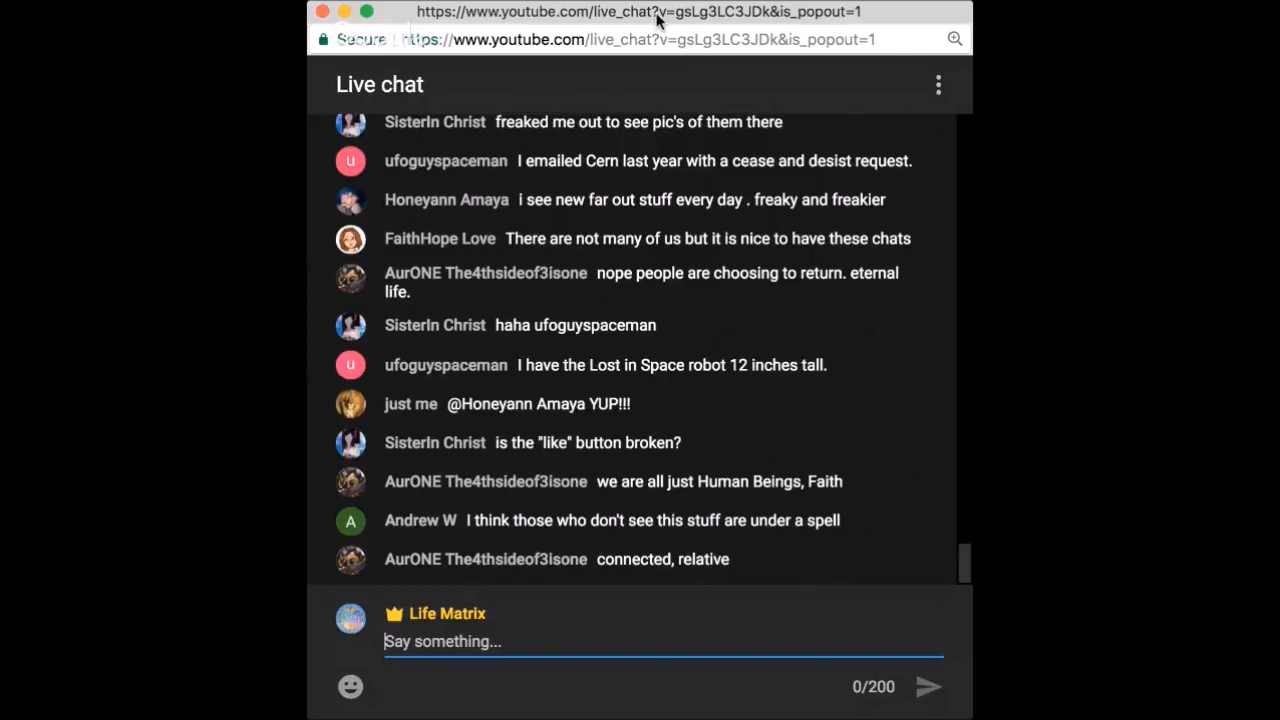 https://www.youtube.com/live_chat?v=gsLg3LC3JDk&is_popout=1
Secure https://www.youtube.com/live_chat?v=gsLg3LC3JDk&is_popout=1
Live chat
SisterIn Christ freaked me out to see pic's of them there
u ufoguyspaceman I emailed Cern last year with a cease and desist request.
Honeyann Amaya i see new far out stuff every day . freaky and freakier
FaithHope Love There are not many of us but it is nice to have these chats
AurONE The4thsideof3isone nope people are choosing to return. eternal
life.
SisterIn Christ haha ufoguyspaceman
u ufoguyspaceman I have the Lost in Space robot 12 inches tall.
just me @Honeyann Amaya YUP!!!
SisterIn Christ is the "like" button broken?
AurONE The4thsideof3isone we are all just Human Beings, Faith
A Andrew W I think those who don't see this stuff are under a spell
AurONE The4thsideof3isone connected, relative
Life Matrix
Say something...
0/200